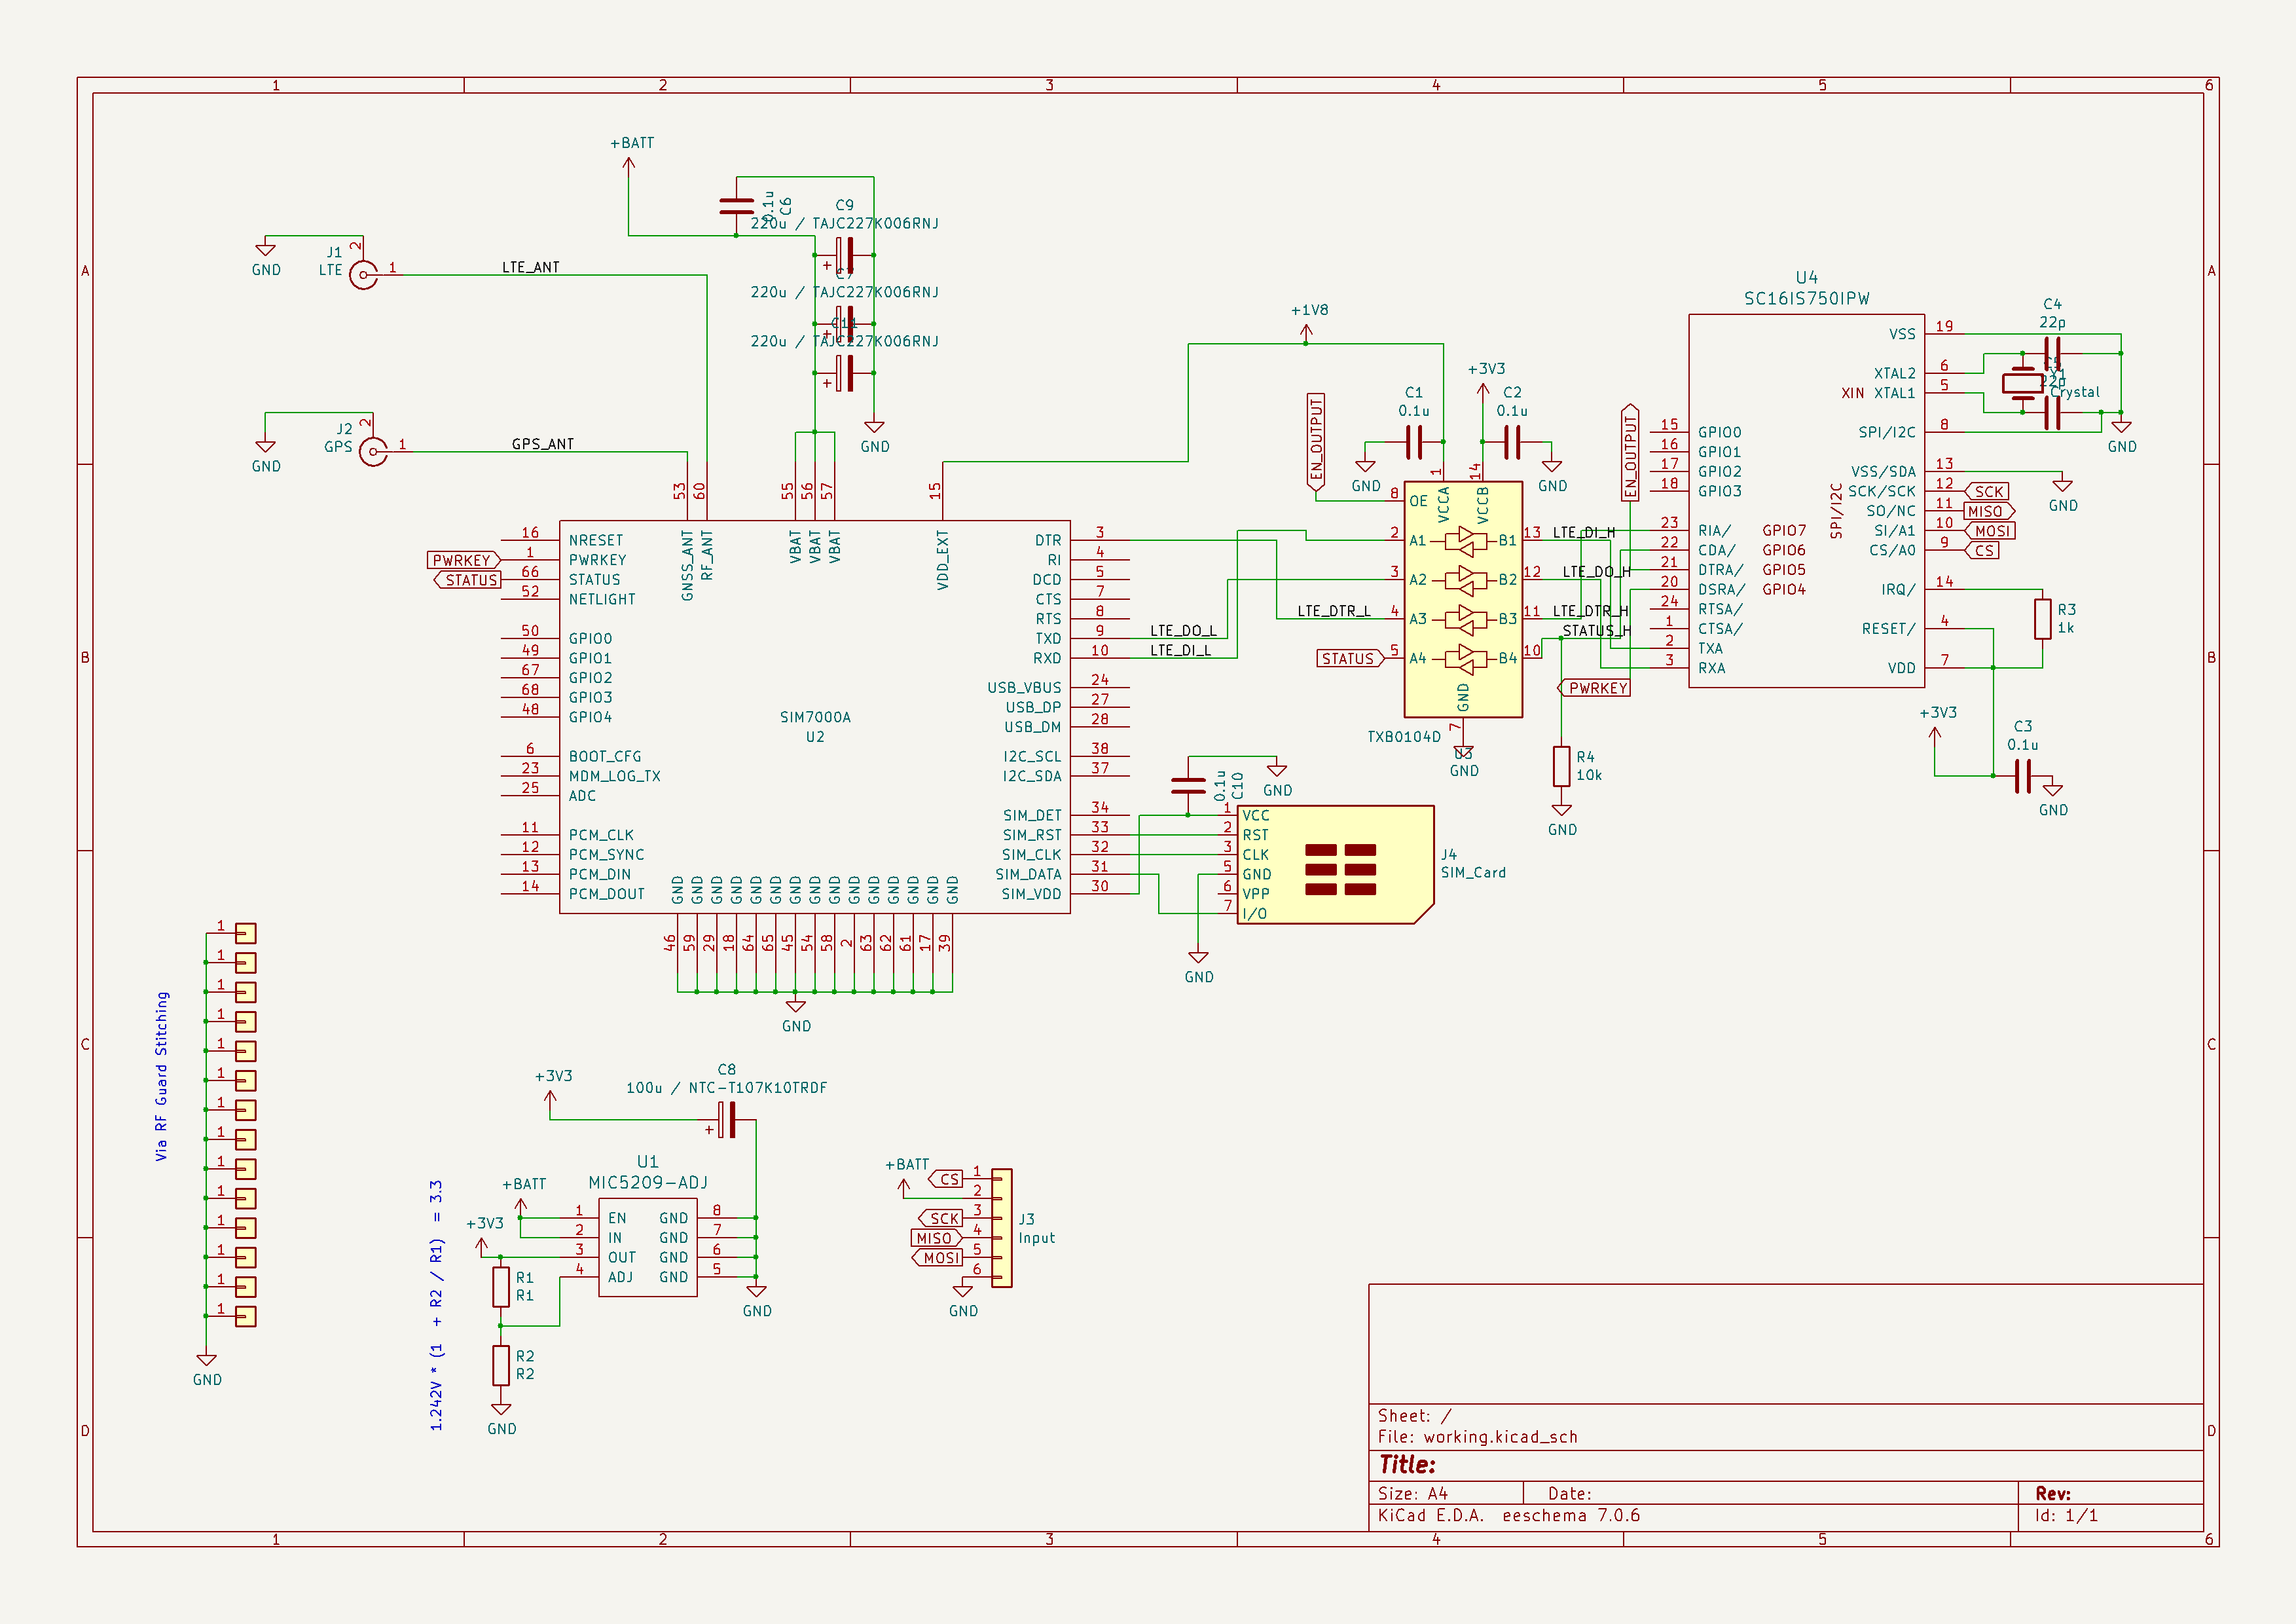 1 2 3 4 5 6
A A
B B
C C
D D
1 2 3 4 5 6
+BATT
0.1u
C6
C9
220u / TAJC227K006RNJ
C7
220u / TAJC227K006RNJ
C11
220u / TAJC227K006RNJ
+
+
+
GND
J1
LTE
2
1
LTE_ANT
GND
J2
GPS
2
1
GPS_ANT
GND
53
60
55
56
57
15
GNSS_ANT
RF_ANT
VBAT
VBAT
VBAT
VDD_EXT
16 NRESET
PWRKEY 1 PWRKEY
STATUS 66 STATUS
52 NETLIGHT
50 GPIO0
49 GPIO1
67 GPIO2
68 GPIO3
48 GPIO4
6 BOOT_CFG
23 MDM_LOG_TX
25 ADC
11 PCM_CLK
12 PCM_SYNC
13 PCM_DIN
14 PCM_DOUT
SIM7000A
U2
DTR 3
RI 4
DCD 5
CTS 7
RTS 8
TXD 9 LTE_DO_L
RXD 10 LTE_DI_L
USB_VBUS 24
USB_DP 27
USB_DM 28
I2C_SCL 38
I2C_SDA 37
SIM_DET 34
SIM_RST 33
SIM_CLK 32
SIM_DATA 31
SIM_VDD 30
GND GND GND GND GND GND GND GND GND GND GND GND GND GND GND
46 59 29 18 64 65 45 54 58 2 63 62 61 17 39
GND
+1V8
+3V3
C1
0.1u
C2
0.1u
GND
GND
EN_OUTPUT
1
14
VCCA
VCCB
8 OE
2 A1
3 A2
LTE_DTR_L 4 A3
STATUS 5 A4
B1 13 LTE_DI_H
B2 12 LTE_DO_H
B3 11 LTE_DTR_H
B4 10 STATUS_H
GND
7
TXB0104D
U3
GND
PWRKEY
R4
10k
GND
EN_OUTPUT
U4
SC16IS750IPW
15 GPIO0
16 GPIO1
17 GPIO2
18 GPIO3
23 RIA/ GPIO7
22 CDA/ GPIO6
21 DTRA/ GPIO5
20 DSRA/ GPIO4
24 RTSA/
1 CTSA/
2 TXA
3 RXA
SPI/I2C
VSS 19
XTAL2 6
XIN XTAL1 5
SPI/I2C 8
VSS/SDA 13
SCK/SCK 12 SCK
SO/NC 11 MISO
SI/A1 10 MOSI
CS/A0 9 CS
IRQ/ 14
RESET/ 4
VDD 7
C4
22p
C5
22p
Y1
Crystal
GND
GND
R3
1k
+3V3
C3
0.1u
GND
0.1u
C10
GND
1 VCC
2 RST
3 CLK
5 GND
6 VPP
7 I/O
J4
SIM_Card
GND
Via RF Guard Stitching
1
1
1
1
1
1
1
1
1
1
1
1
1
1
GND
+3V3
C8
100u / NTC-T107K10TRDF
+
U1
MIC5209-ADJ
+BATT
+3V3
1 EN GND 8
2 IN GND 7
3 OUT GND 6
4 ADJ GND 5
GND
R1
R1
R2
R2
GND
1.242V * (1  + R2 / R1)  = 3.3
+BATT
CS 1
2
SCK 3
MISO 4
MOSI 5
6
J3
Input
GND
Sheet: /
File: working.kicad_sch
Title:
Size: A4 Date: Rev:
KiCad E.D.A.  eeschema 7.0.6 Id: 1/1